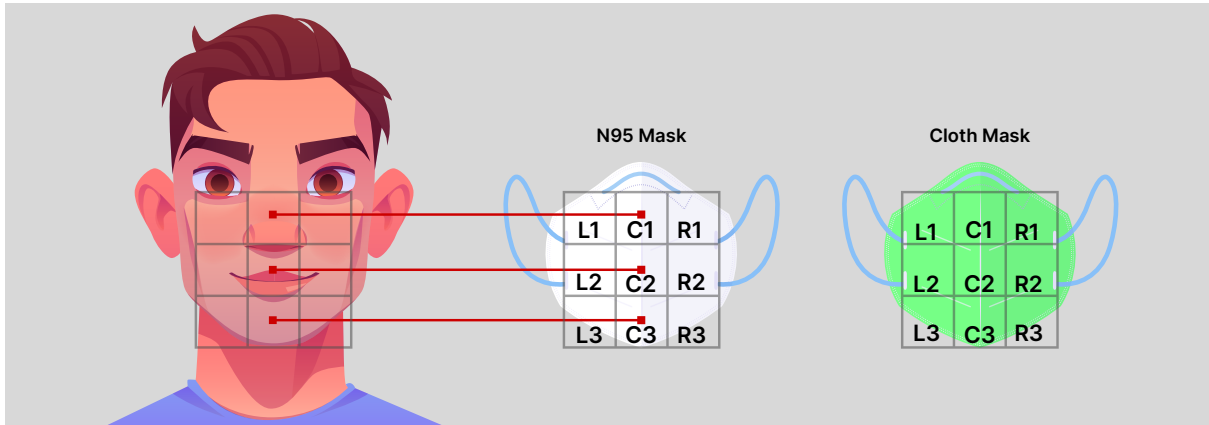 N95 Mask
Cloth Mask
L1 C1 R1
L2 C2 R2
L3 C3 R3
L1 C1 R1
L2 C2 R2
L3 C3 R3